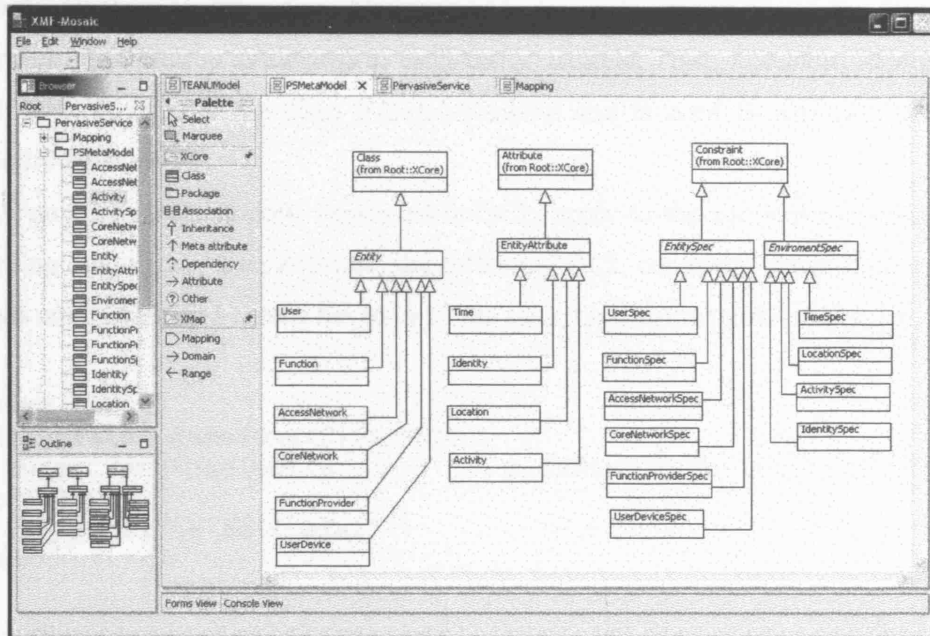 XMF-Mosaic
File Edit Window Help
Browser
Root PervasiveS...
PervasiveService
Mapping
PSMetaModel
AccessNet
AccessNet
Activity
ActivitySp
CoreNetw
CoreNetw
Entity
EntityAttri
EntitySpec
Enviromer
Function
FunctionPr
FunctionPr
FunctionSp
Identity
IdentitySp
Location
Outline
TEANUModel
PSMetaModel
PervasiveService
Mapping
Palette
Select
Marquee
XCore
Class
Package
Association
Inheritance
Meta attribute
Dependency
Attribute
Other
XMap
Mapping
Domain
Range
Class
(from Root::XCore)
Attribute
(from Root::XCore)
Constraint
(from Root::XCore)
Entity
EntityAttribute
EntitySpec
EnviromentSpec
User
Function
AccessNetwork
CoreNetwork
FunctionProvider
UserDevice
Time
Identity
Location
Activity
UserSpec
FunctionSpec
AccessNetworkSpec
CoreNetworkSpec
FunctionProviderSpec
UserDeviceSpec
TimeSpec
LocationSpec
ActivitySpec
IdentitySpec
Forms View Console View